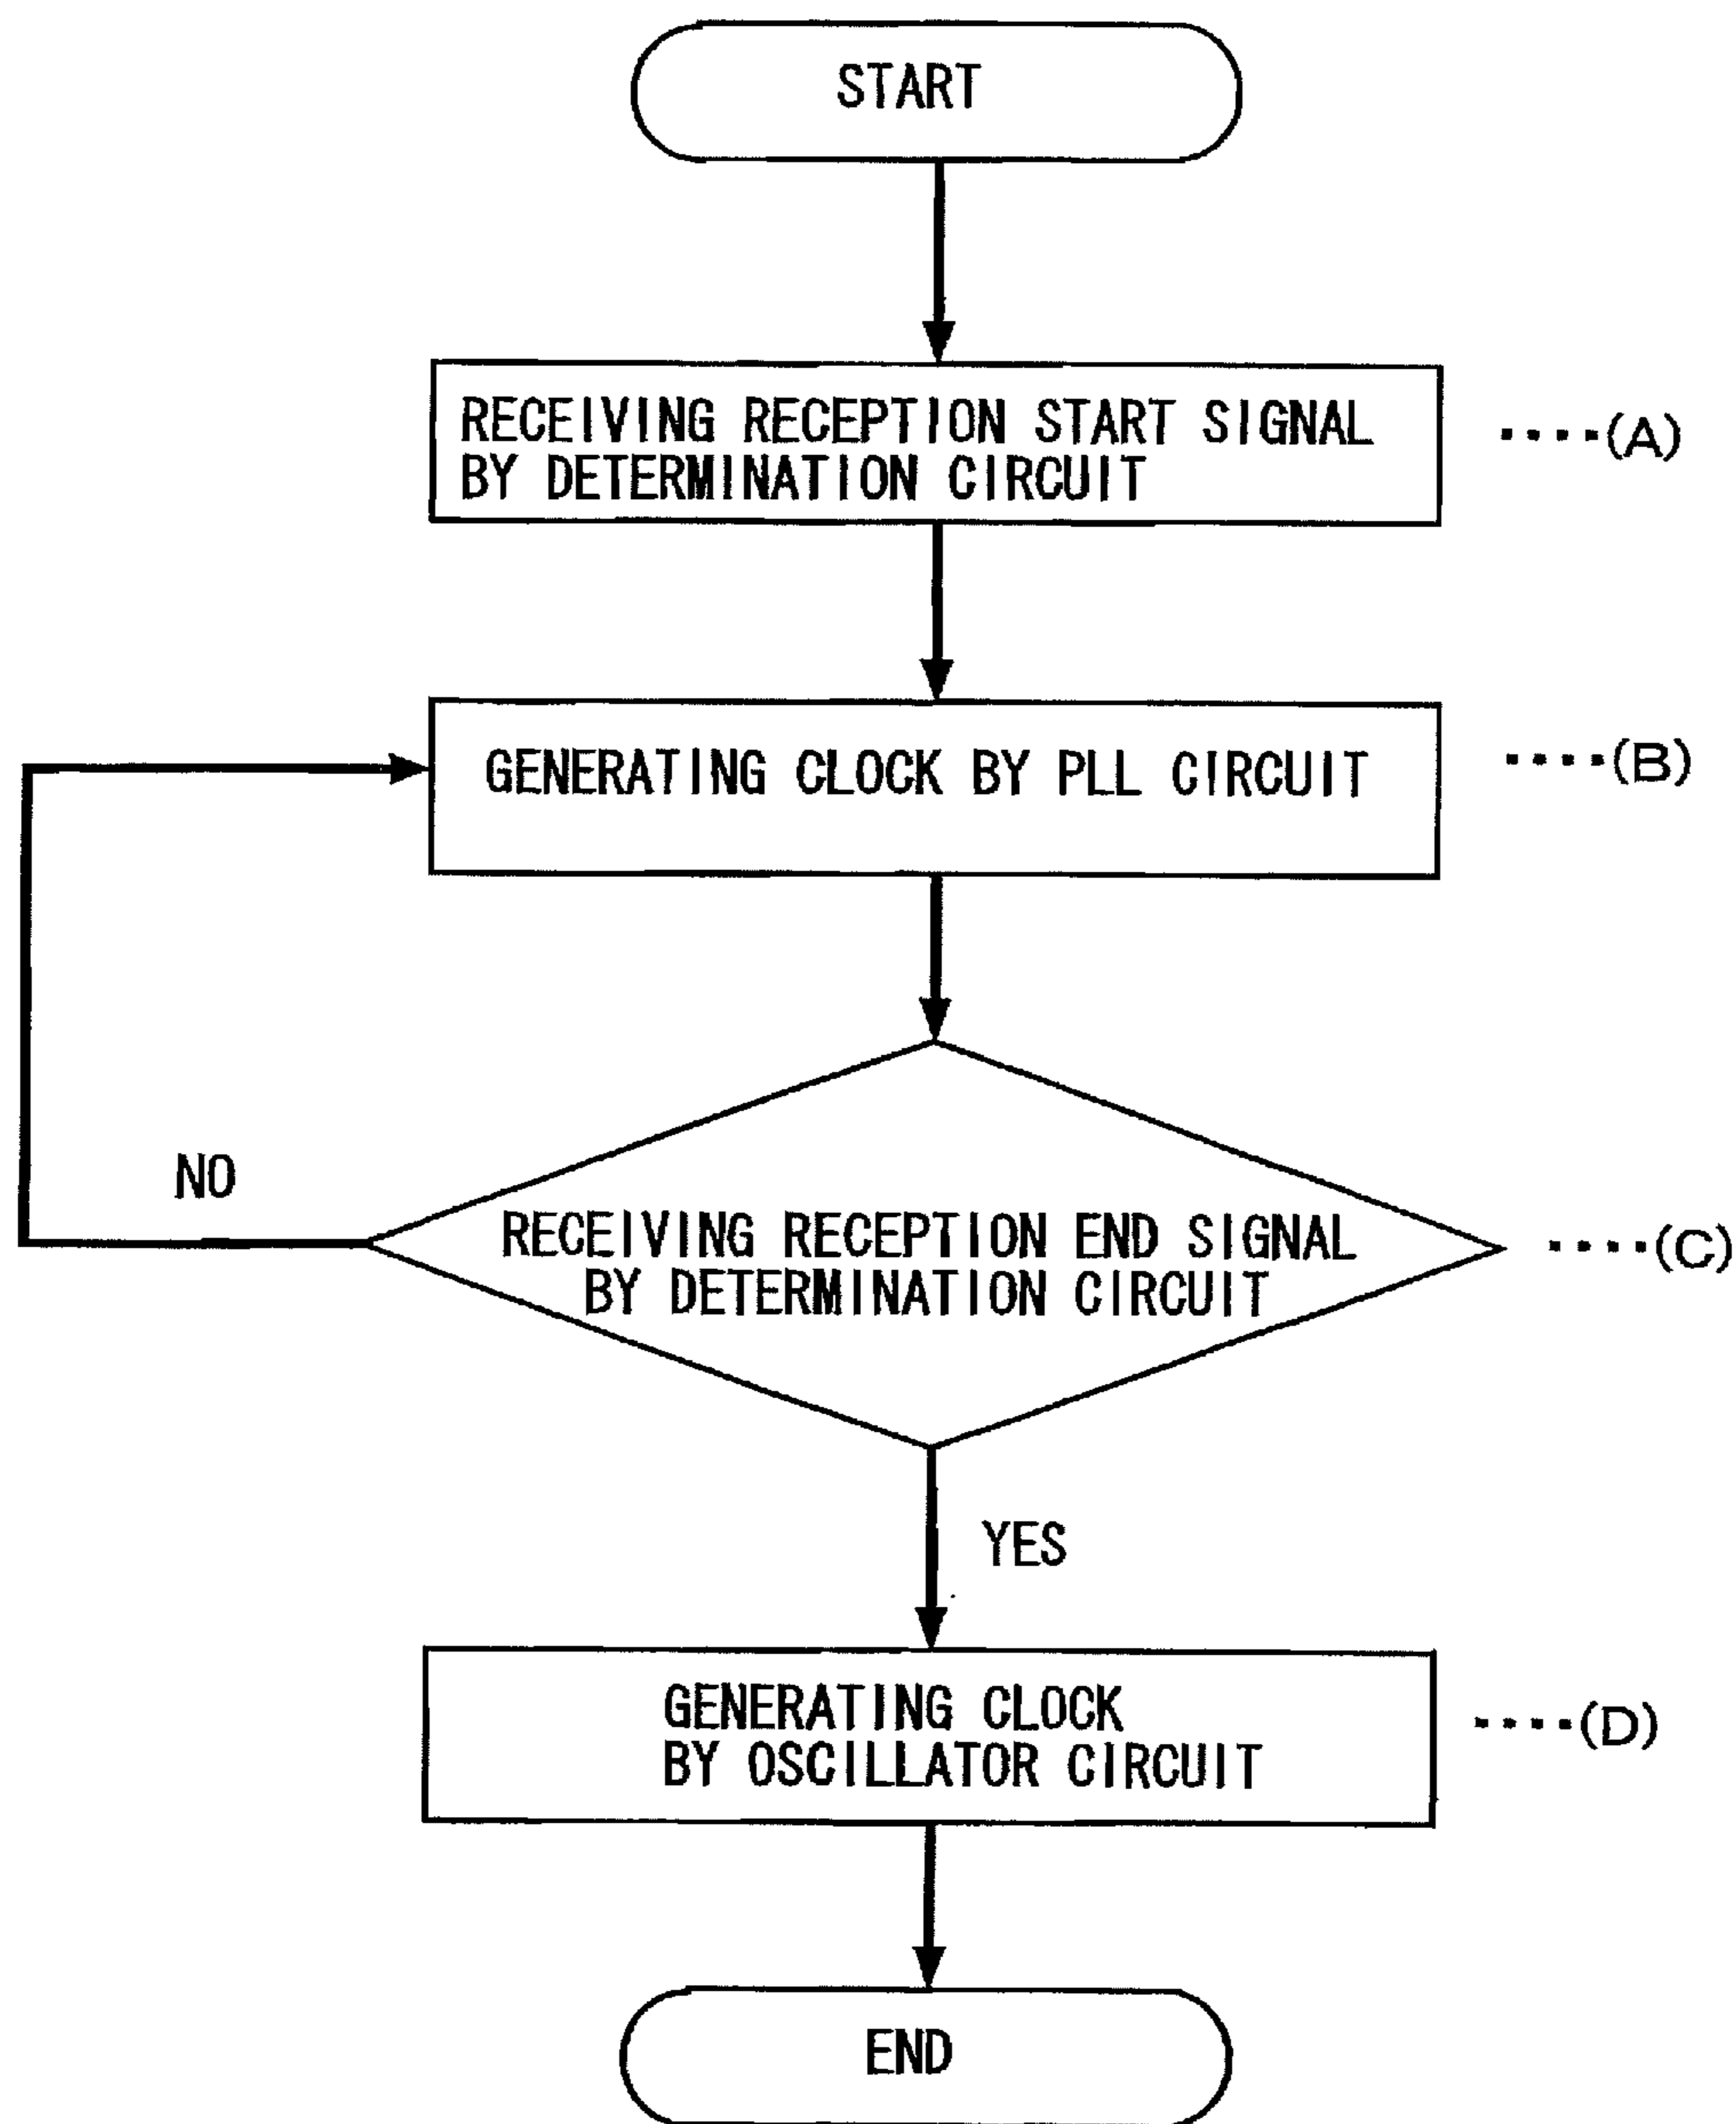 START
RECEIVING RECEPTION START SIGNAL
BY DETERMINATION CIRCUIT
····(A)
GENERATING CLOCK BY PLL CIRCUIT
····(B)
NO
RECEIVING RECEPTION END SIGNAL
BY DETERMINATION CIRCUIT
····(C)
YES
GENERATING CLOCK
BY OSCILLATOR CIRCUIT
····(D)
END